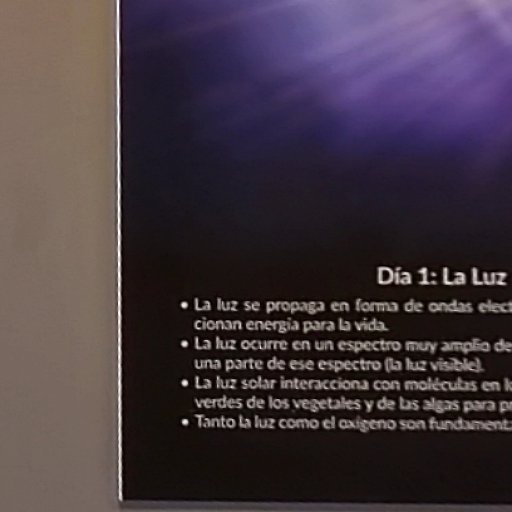 Día 1: La Luz
• La luz se propaga en forma de ondas elect
cionan energía para la vida.
• La luz ocurre en un espectro muy amplio de
una parte de ese espectro (la luz visible).
• La luz solar interacciona con moléculas en l
verdes de los vegetales y de las algas para p
• Tanto la luz como el oxígeno son fundament